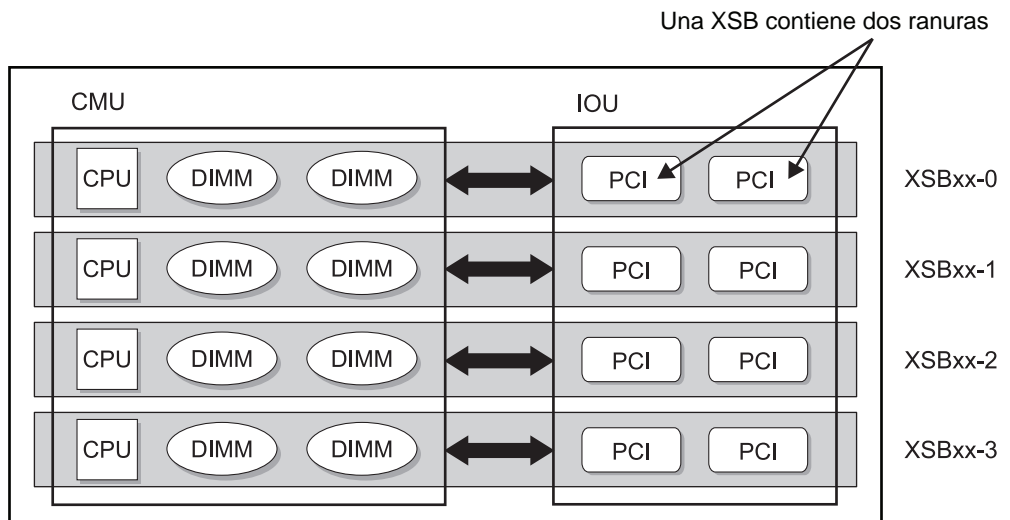 Una XSB contiene dos ranuras
CMU IOU
CPU DIMM DIMM PCI PCI XSBxx-0
CPU DIMM DIMM PCI PCI XSBxx-1
CPU DIMM DIMM PCI PCI XSBxx-2
CPU DIMM DIMM PCI PCI XSBxx-3